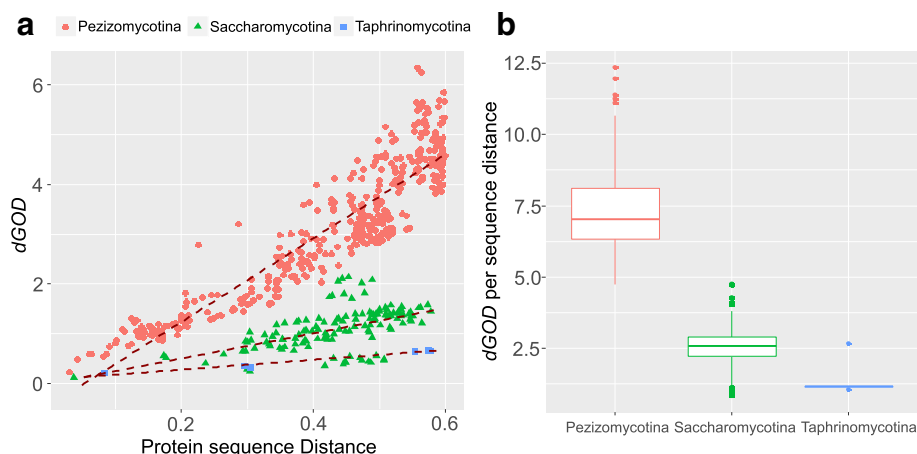 a
Pezizomycotina Saccharomycotina Taphrinomycotina
6
4
2
0
dGOD
0.2 0.4 0.6
Protein sequence Distance
b
12.5
10.0
7.5
5.0
2.5
dGOD per sequence distance
Pezizomycotina Saccharomycotina Taphrinomycotina